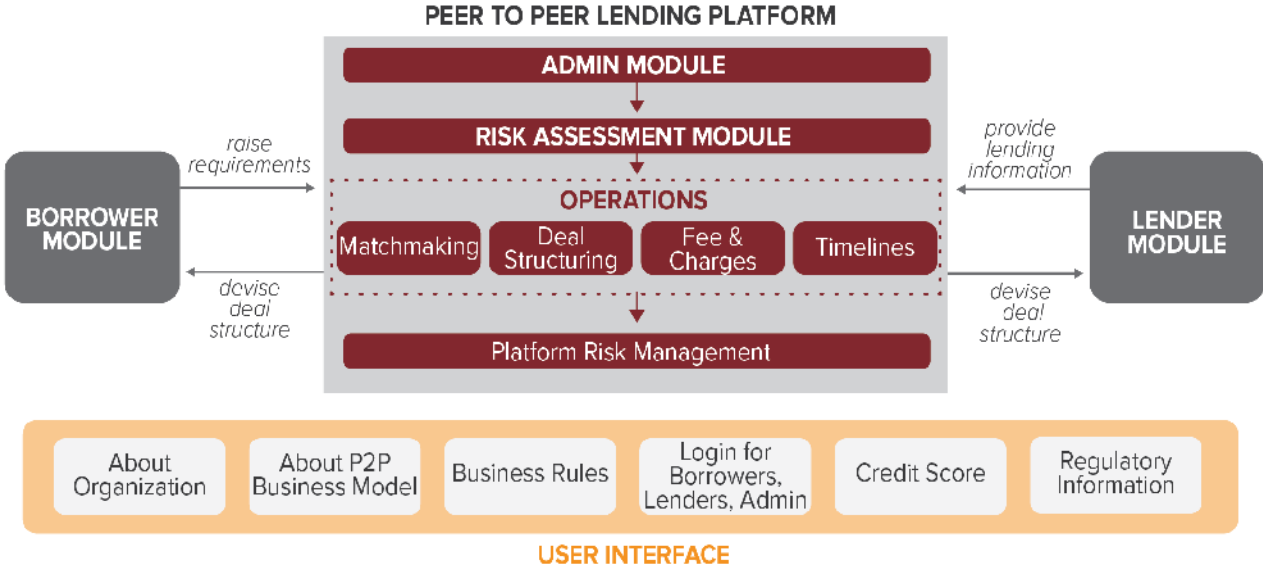 PEER TO PEER LENDING PLATFORM
ADMIN MODULE
RISK ASSESSMENT MODULE
raise
requirements
provide
lending
information
BORROWER
MODULE
OPERATIONS
Matchmaking
Deal
Structuring
Fee &
Charges
Timelines
LENDER
MODULE
devise
deal
structure
devise
deal
structure
Platform Risk Management
About
Organization
About P2P
Business Model
Business Rules
Login for
Borrowers,
Lenders, Admin
Credit Score
Regulatory
Information
USER INTERFACE